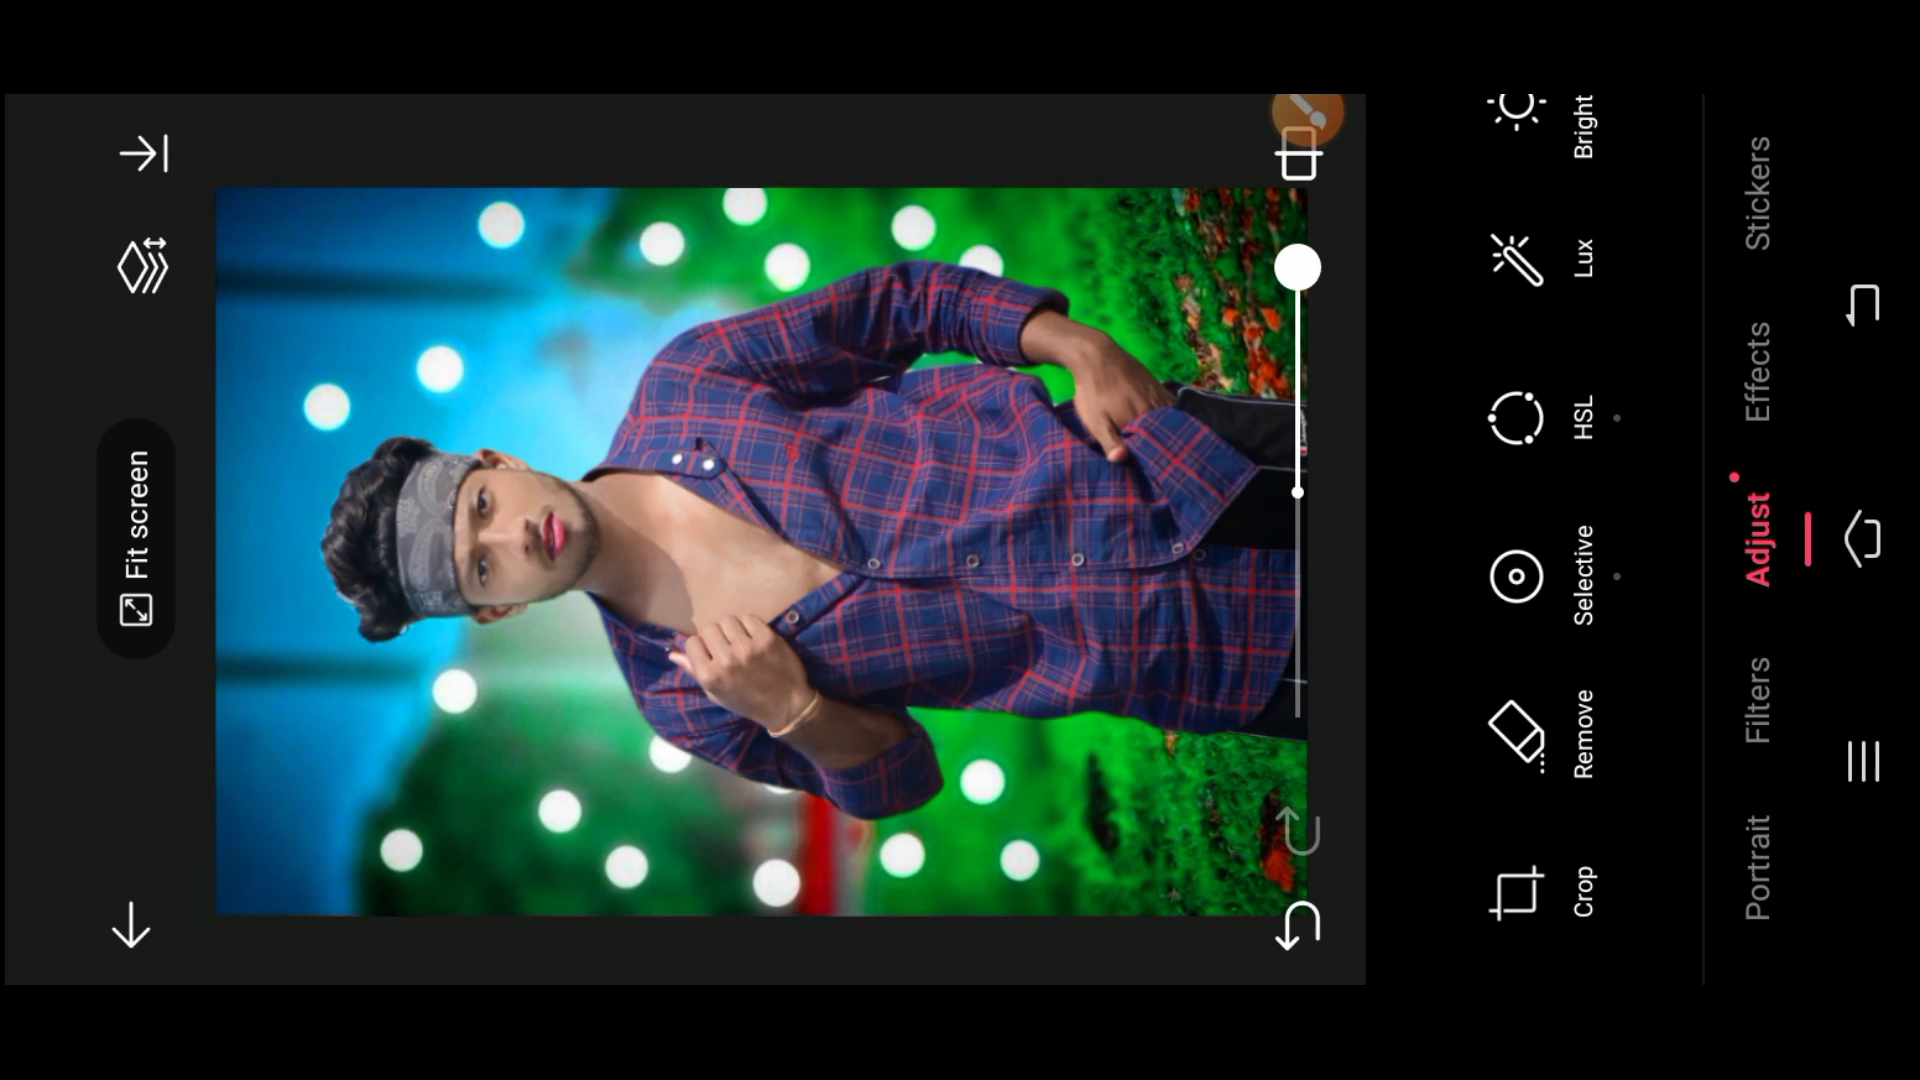 Fit screen
Crop
Remove
Selective
HSL
Lux
Bright
Portrait
Filters
Adjust
Effects
Stickers